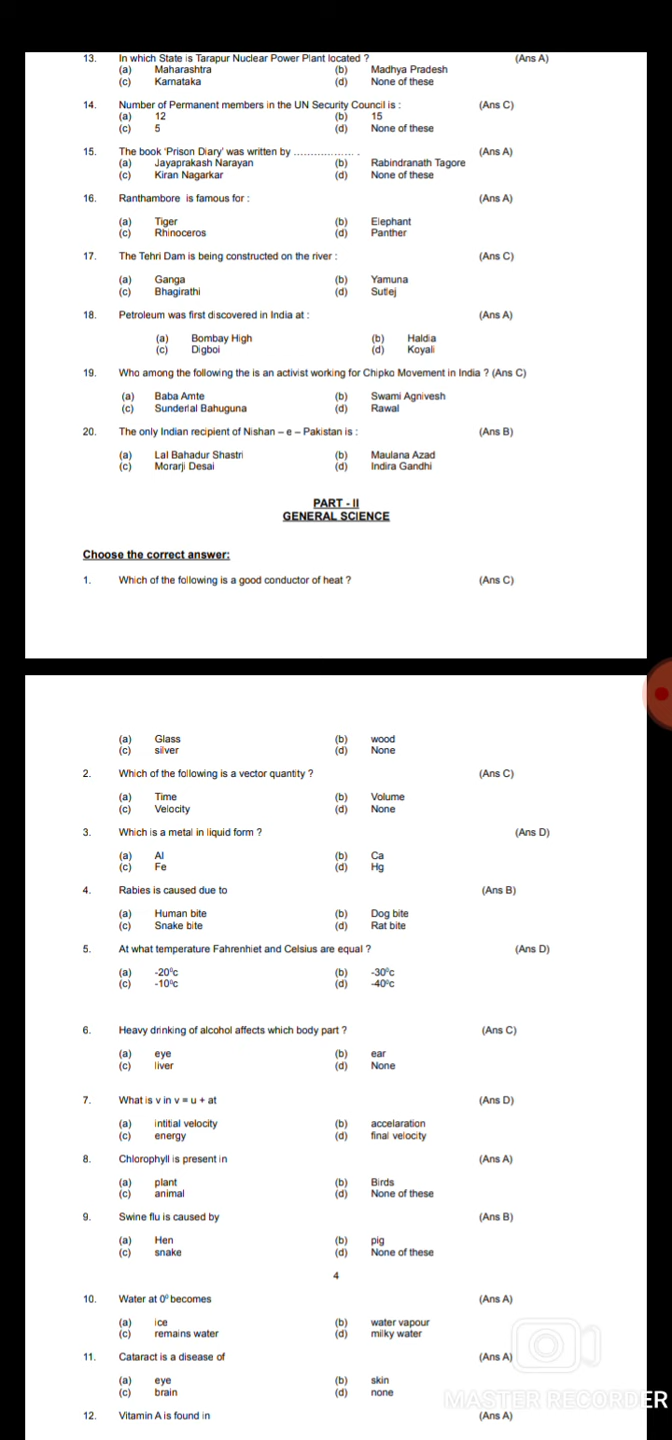 13. In which State is Tarapur Nuclear Power Plant located ? (Ans A)
(a) Maharashtra (b) Madhya Pradesh
(c) Karnataka (d) None of these
14. Number of Permanent members in the UN Security Council is : (Ans C)
(a) 12 (b) 15
(c) 5 (d) None of these
15. The book ‘Prison Diary’ was written by .................. . (Ans A)
(a) Jayaprakash Narayan (b) Rabindranath Tagore
(c) Kiran Nagarkar (d) None of these
16. Ranthambore is famous for : (Ans A)
(a) Tiger (b) Elephant
(c) Rhinoceros (d) Panther
17. The Tehri Dam is being constructed on the river : (Ans C)
(a) Ganga (b) Yamuna
(c) Bhagirathi (d) Sutlej
18. Petroleum was first discovered in India at : (Ans A)
(a) Bombay High (b) Haldia
(c) Digboi (d) Koyali
19. Who among the following the is an activist working for Chipko Movement in India ? (Ans C)
(a) Baba Amte (b) Swami Agnivesh
(c) Sunderlal Bahuguna (d) Rawal
20. The only Indian recipient of Nishan – e – Pakistan is : (Ans B)
(a) Lal Bahadur Shastri (b) Maulana Azad
(c) Morarji Desai (d) Indira Gandhi
PART - II
GENERAL SCIENCE
Choose the correct answer:
1. Which of the following is a good conductor of heat ? (Ans C)
(a) Glass (b) wood
(c) silver (d) None
2. Which of the following is a vector quantity ? (Ans C)
(a) Time (b) Volume
(c) Velocity (d) None
3. Which is a metal in liquid form ? (Ans D)
(a) Al (b) Ca
(c) Fe (d) Hg
4. Rabies is caused due to (Ans B)
(a) Human bite (b) Dog bite
(c) Snake bite (d) Rat bite
5. At what temperature Fahrenhiet and Celsius are equal ? (Ans D)
(a) -20⁰c (b) -30⁰c
(c) -10⁰c (d) -40⁰c
6. Heavy drinking of alcohol affects which body part ? (Ans C)
(a) eye (b) ear
(c) liver (d) None
7. What is v in v = u + at (Ans D)
(a) intitial velocity (b) accelaration
(c) energy (d) final velocity
8. Chlorophyll is present in (Ans A)
(a) plant (b) Birds
(c) animal (d) None of these
9. Swine flu is caused by (Ans B)
(a) Hen (b) pig
(c) snake (d) None of these
4
10. Water at 0⁰ becomes (Ans A)
(a) ice (b) water vapour
(c) remains water (d) milky water
11. Cataract is a disease of (Ans A)
(a) eye (b) skin
(c) brain (d) none
MASTER RECORDER
12. Vitamin A is found in (Ans A)